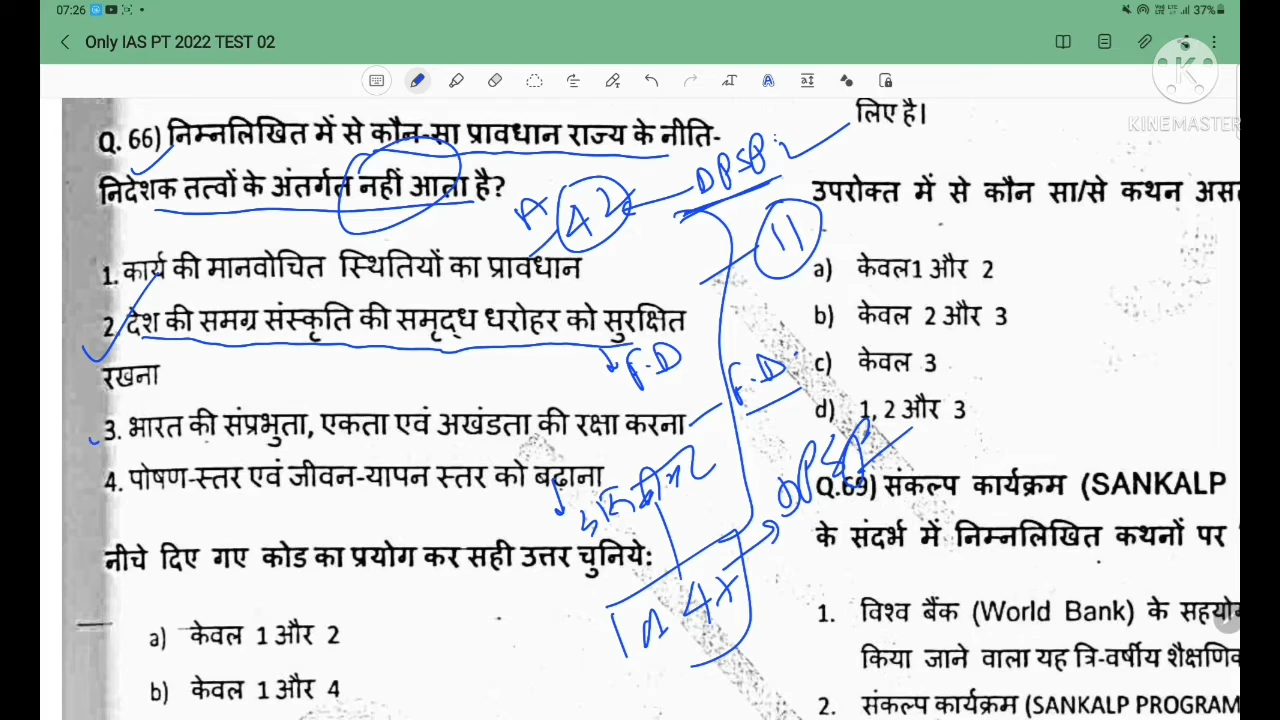 07:26
37%
Only IAS PT 2022 TEST 02
KINEMASTER
Q. 66) निम्नलिखित में से कौन-सा प्रावधान राज्य के नीति-
निदेशक तत्वों के अंतर्गत नहीं आता है?
DPSP
A 42
11
1. कार्य की मानवोचित स्थितियों का प्रावधान
2. देश की समग्र संस्कृति की समृद्ध धरोहर को सुरक्षित
रखना
F.D
F.D
3. भारत की संप्रभुता, एकता एवं अखंडता की रक्षा करना
4. पोषण-स्तर एवं जीवन-यापन स्तर को बढ़ाना
DPSP
47
नीचे दिए गए कोड का प्रयोग कर सही उत्तर चुनिये:
a) केवल 1 और 2
b) केवल 1 और 4
लिए है।
उपरोक्त में से कौन सा/से कथन
a) केवल1 और 2
b) केवल 2 और 3
c) केवल 3
d) 1, 2 और 3
Q.69) संकल्प कार्यक्रम (SANKALP
के संदर्भ में निम्नलिखित कथनों पर
1. विश्व बैंक (World Bank) के
किया जाने वाला यह त्रि-वर्षीय
2. संकल्प कार्यक्रम (SANKALP PROGRAM